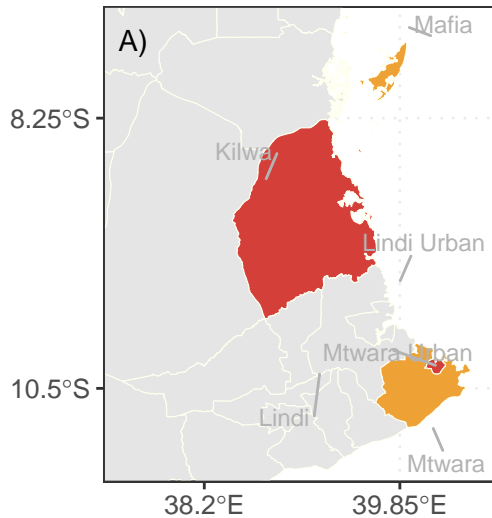 A)
Mafia
8.25°S
Kilwa
Lindi Urban
Mtwara Urban
10.5°S
Lindi
Mtwara
38.2°E
39.85°E